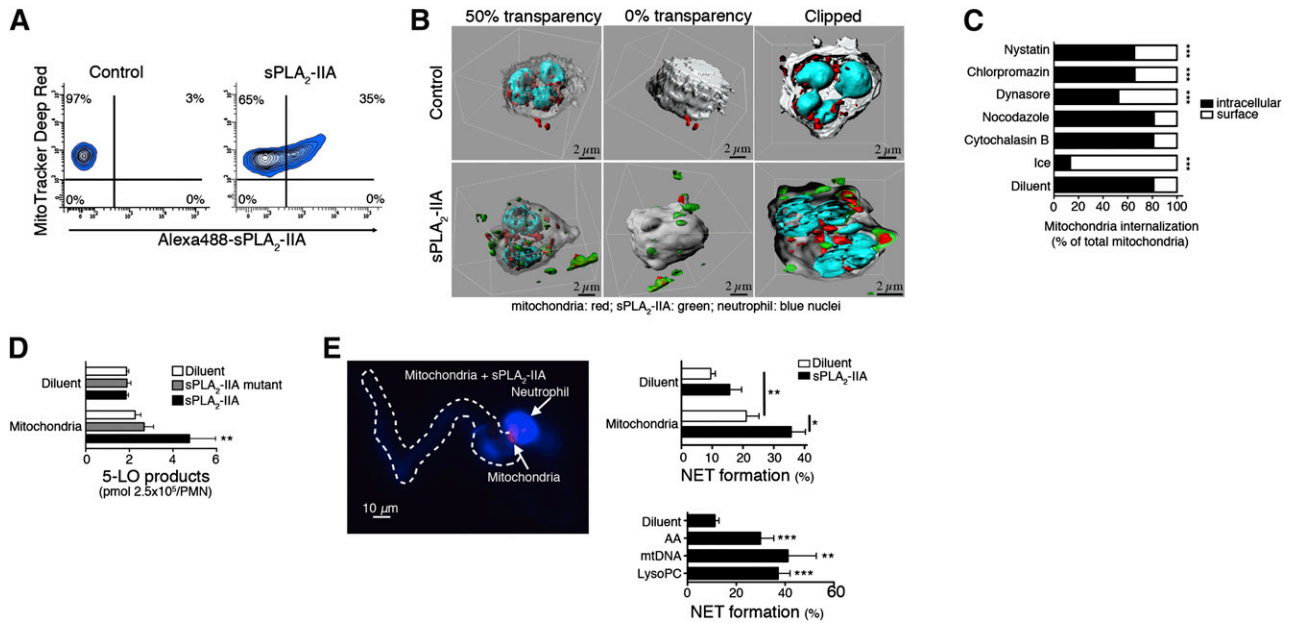 A
Control
sPLA₂-IIA
MitoTracker Deep Red
97%
3%
0%
0%
65%
35%
0%
0%
Alexa488-sPLA₂-IIA
B
50% transparency
0% transparency
Clipped
Control
2 µm
2 µm
2 µm
sPLA₂-IIA
2 µm
2 µm
2 µm
mitochondria: red; sPLA₂-IIA: green; neutrophil: blue nuclei
C
Nystatin
***
Chlorpromazin
***
Dynasore
***
Nocodazole
Cytochalasin B
Ice
***
Diluent
intracellular
surface
0 20 40 60 80 100
Mitochondria internalization
(% of total mitochondria)
D
Diluent
sPLA₂-IIA mutant
sPLA₂-IIA
Diluent
Mitochondria
**
0 2 4 6
5-LO products
(pmol 2.5x10⁵/PMN)
E
Mitochondria + sPLA₂-IIA
Neutrophil
Mitochondria
10 µm
Diluent
sPLA₂-IIA
Diluent
**
Mitochondria
*
0 10 20 30 40
NET formation (%)
Diluent
AA ***
mtDNA **
LysoPC ***
0 20 40 60
NET formation (%)